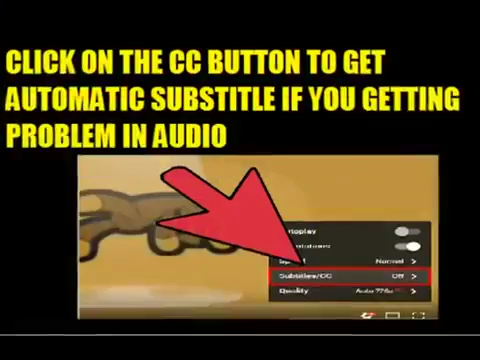 CLICK ON THE CC BUTTON TO GET
AUTOMATIC SUBSTITLE IF YOU GETTING
PROBLEM IN AUDIO
Normal >
Subtitles/CC Off >
Quality Auto >